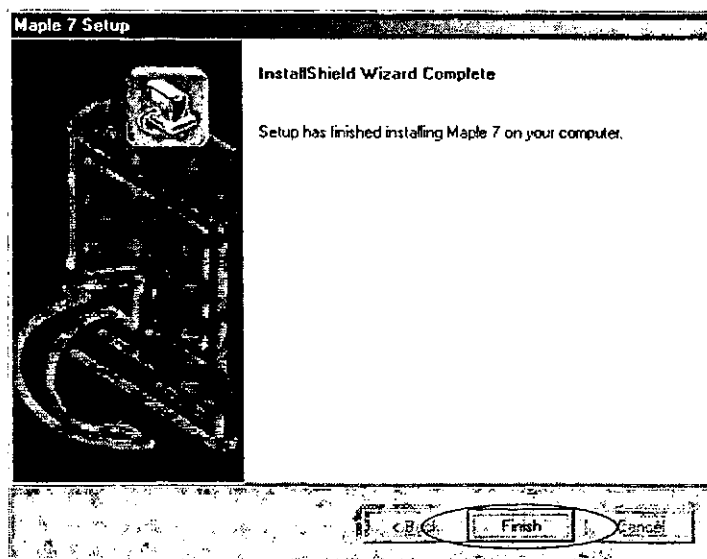 Maple 7 Setup
InstallShield Wizard Complete
Setup has finished installing Maple 7 on your computer.
Finish Cancel